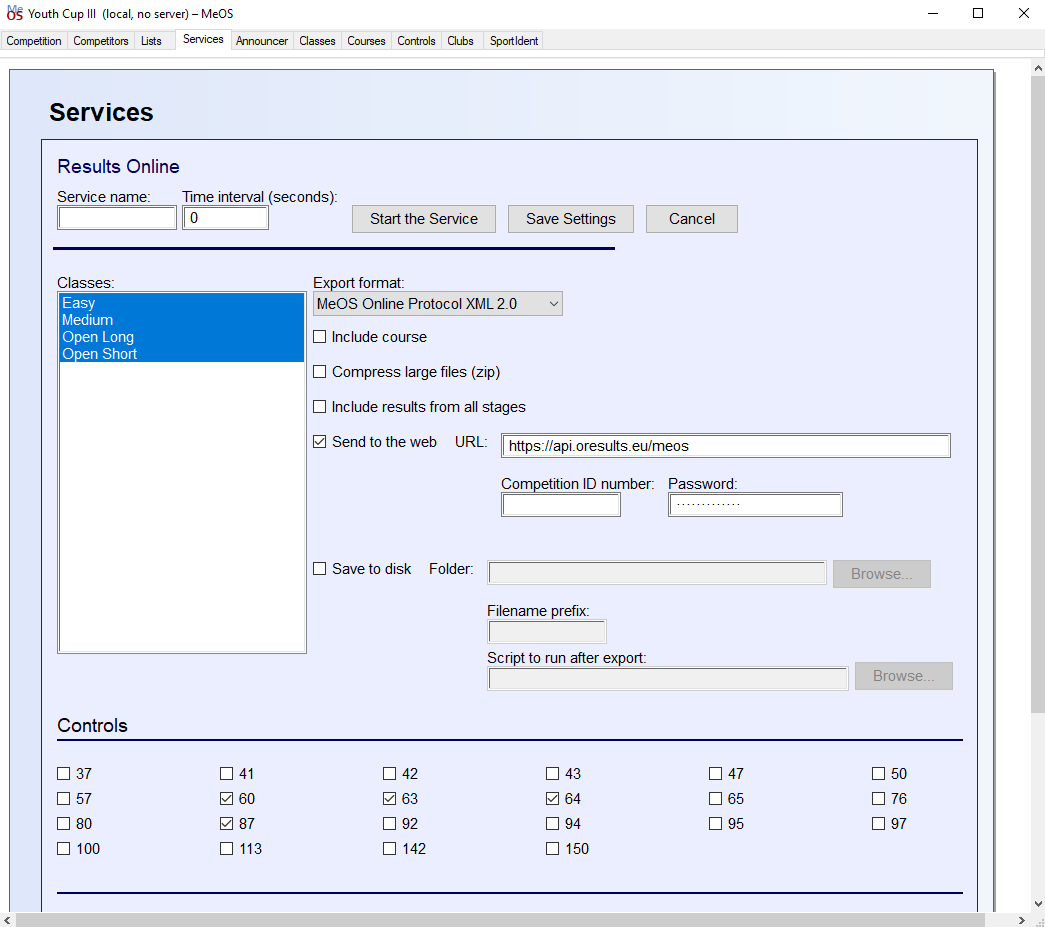 MeOS Youth Cup III (local, no server) – MeOS
Competition Competitors Lists Services Announcer Classes Courses Controls Clubs SportIdent
Services
Results Online
Service name: Time interval (seconds):
0 Start the Service Save Settings Cancel
Classes: Export format:
Easy MeOS Online Protocol XML 2.0
Medium
Open Long Include course
Open Short
Compress large files (zip)
Include results from all stages
Send to the web URL: https://api.oresults.eu/meos
Competition ID number: Password:
·············
Save to disk Folder: Browse...
Filename prefix:
Script to run after export:
Browse...
Controls
37 41 42 43 47 50
57 60 63 64 65 76
80 87 92 94 95 97
100 113 142 150